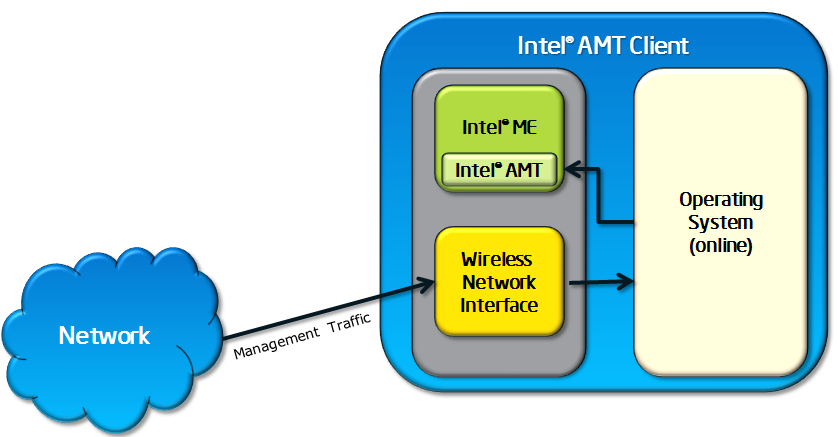 Intel® AMT Client
Intel® ME
Intel® AMT
Operating
System
(online)
Wireless
Network
Interface
Network
Management Traffic